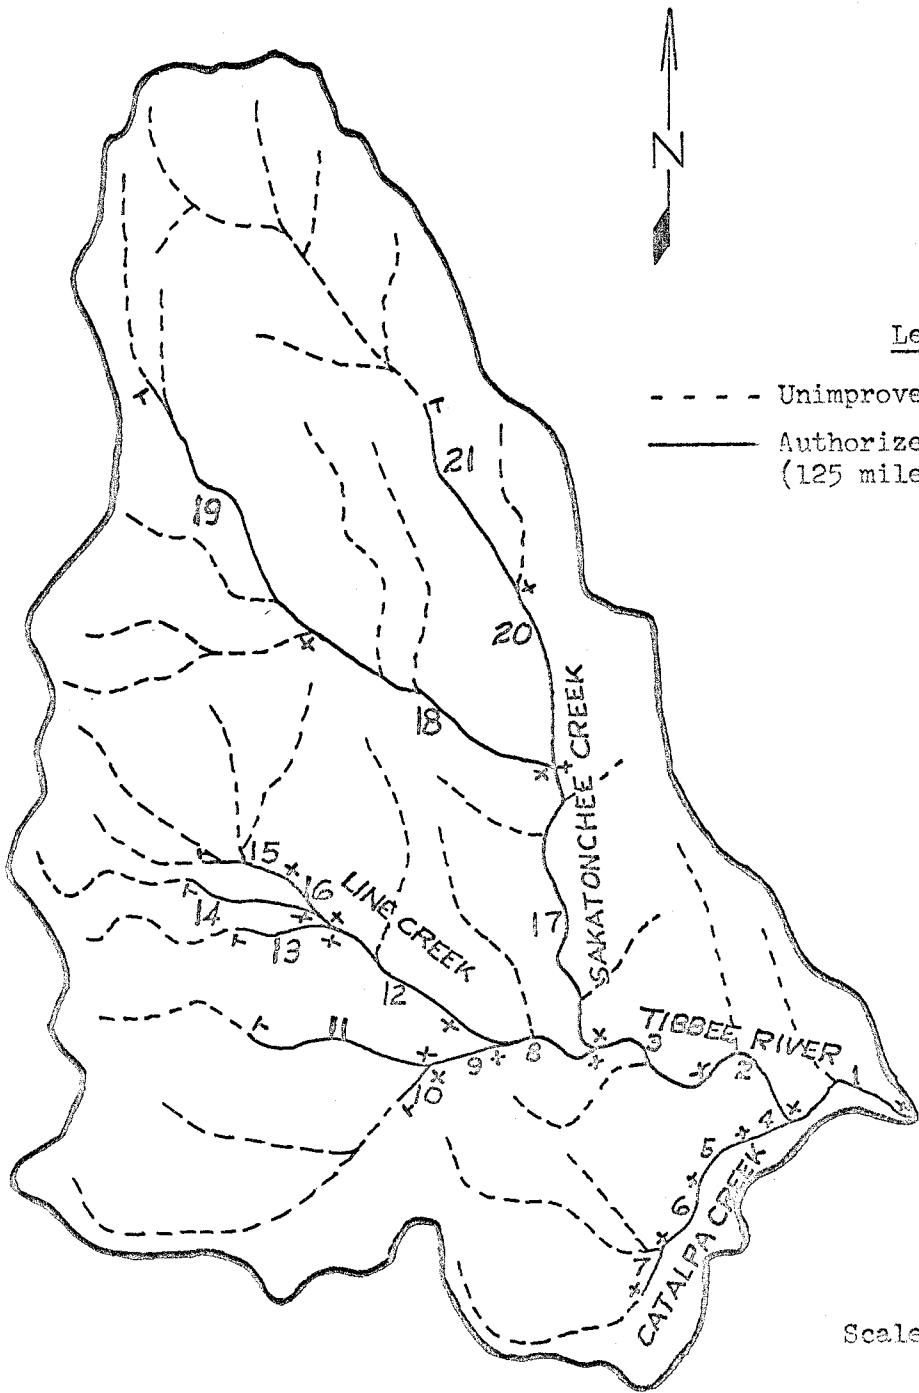 N
Le
Unimprove
Authorize
(125 mile
21
19
20
18
SAKATONCHEE CREEK
15
16
LINE CREEK
14
13
17
12
11
TIBBEE RIVER
3
8
2
1
9
10
4
5
6
CATALPA CREEK
7
Scale